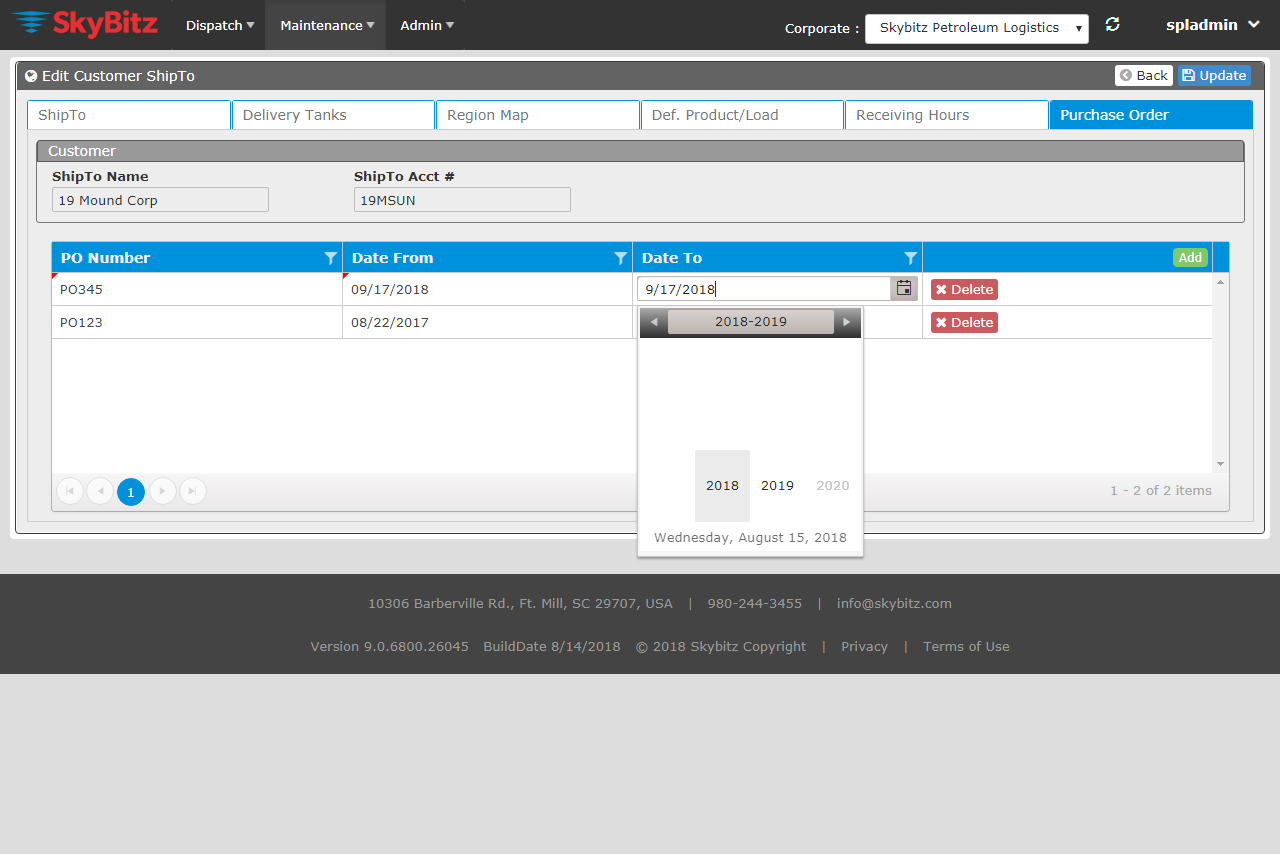 SkyBitz Dispatch Maintenance Admin Corporate : Skybitz Petroleum Logistics spladmin
Edit Customer ShipTo Back Update
ShipTo Delivery Tanks Region Map Def. Product/Load Receiving Hours Purchase Order
Customer
ShipTo Name ShipTo Acct #
19 Mound Corp 19MSUN
PO Number Date From Date To Add
PO345 09/17/2018 9/17/2018 Delete
PO123 08/22/2017 Delete
2018-2019
2018 2019 2020
1 1 - 2 of 2 items
Wednesday, August 15, 2018
10306 Barberville Rd., Ft. Mill, SC 29707, USA | 980-244-3455 | info@skybitz.com
Version 9.0.6800.26045 BuildDate 8/14/2018 © 2018 Skybitz Copyright | Privacy | Terms of Use